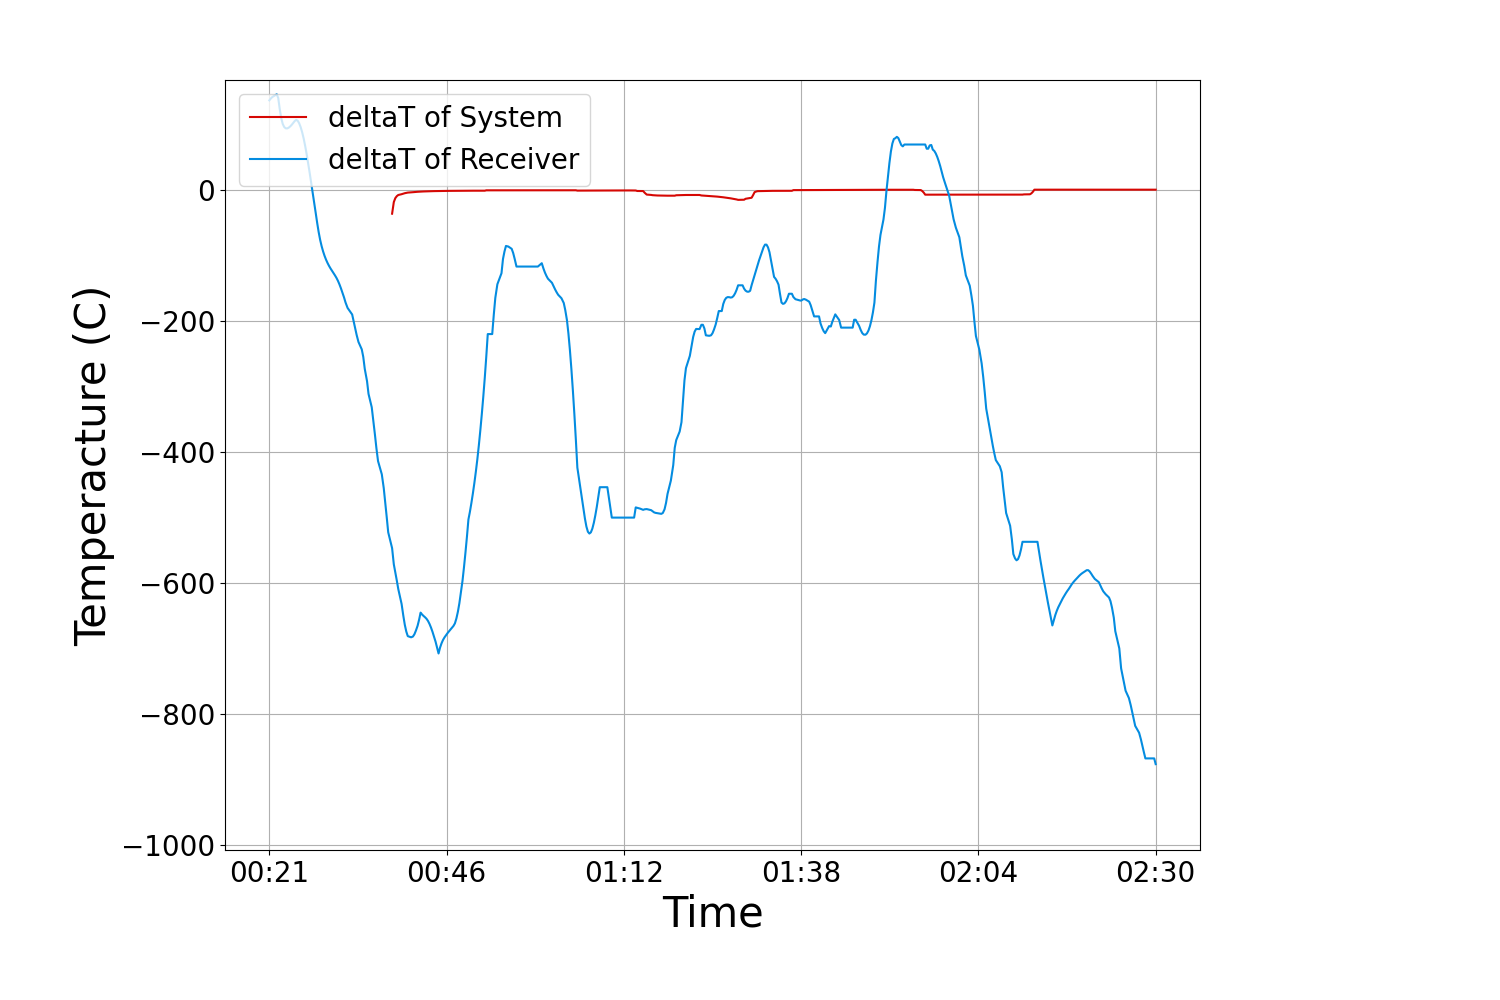 deltaT of System
deltaT of Receiver
0
−200
−400
−600
−800
−1000
Temperacture (C)
00:21 00:46 01:12 01:38 02:04 02:30
Time